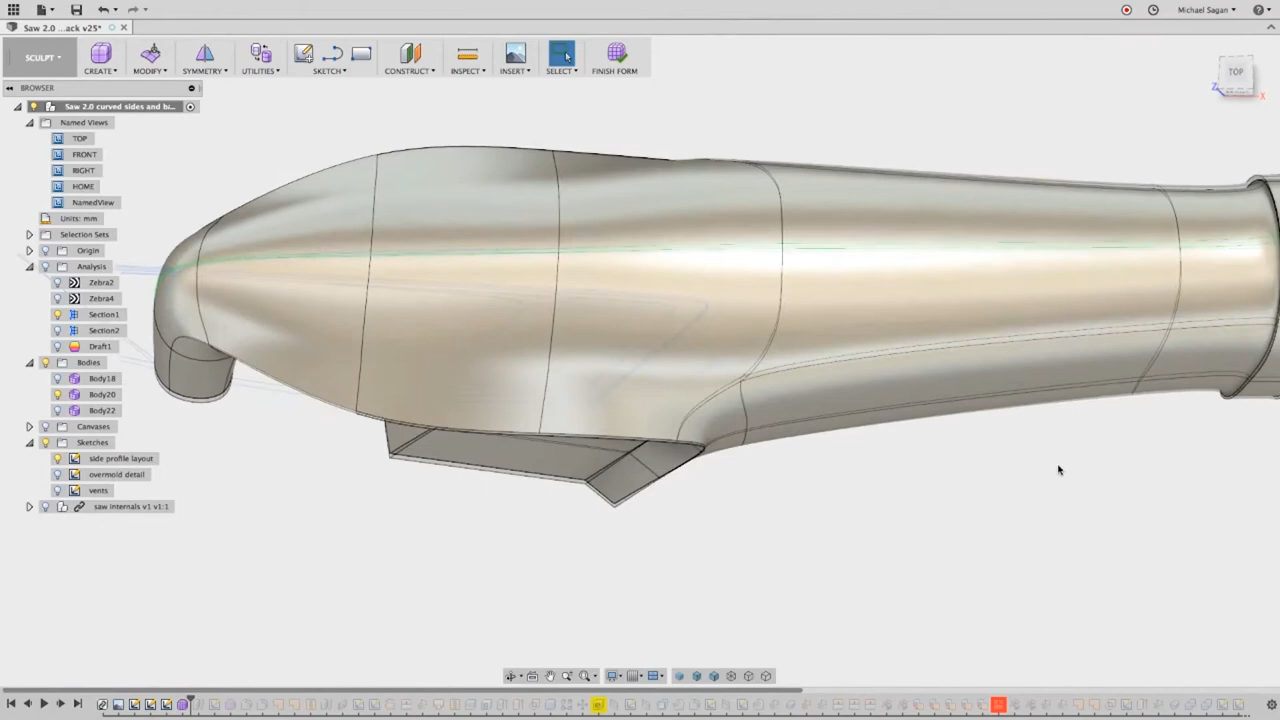 Michael Sagan
Saw 2.0 ...ack v25*
SCULPT
CREATE
MODIFY
SYMMETRY
UTILITIES
SKETCH
CONSTRUCT
INSPECT
INSERT
SELECT
FINISH FORM
TOP
Z
X
BROWSER
Saw 2.0 curved sides and ba...
Named Views
TOP
FRONT
RIGHT
HOME
NamedView
Units: mm
Selection Sets
Origin
Analysis
Zebra2
Zebra4
Section1
Section2
Draft1
Bodies
Body18
Body20
Body22
Canvases
Sketches
side profile layout
overmold detail
vents
saw internals v1 v1:1